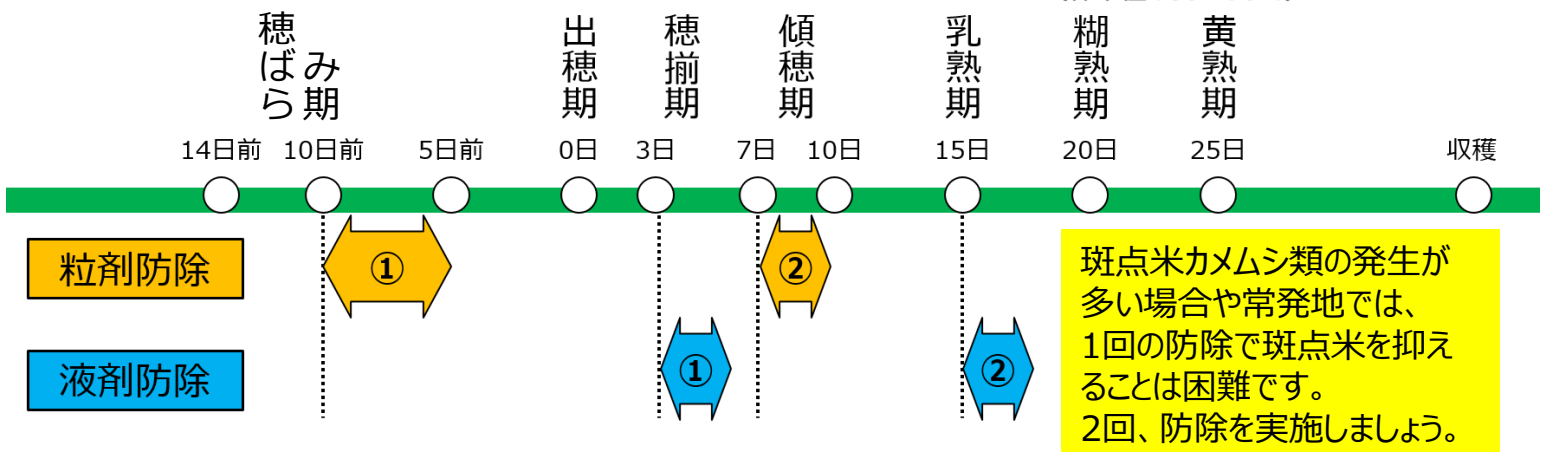 穂ばらみ期
出穂期
穂揃期
傾穂期
乳熟期
糊熟期
黄熟期
14日前
10日前
5日前
0日
3日
7日
10日
15日
20日
25日
収穫
粒剤防除
①
②
液剤防除
①
②
斑点米カメムシ類の発生が
多い場合や常発地では、
1回の防除で斑点米を抑え
ることは困難です。
2回、防除を実施しましょう。